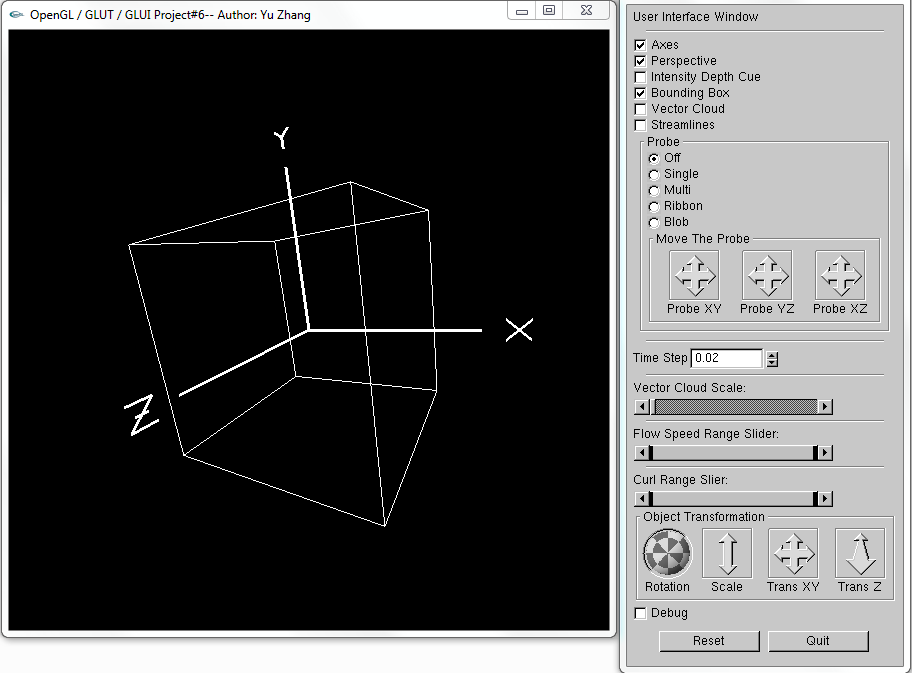 OpenGL / GLUT / GLUI Project#6-- Author: Yu Zhang
Y
X
Z
User Interface Window
Axes
Perspective
Intensity Depth Cue
Bounding Box
Vector Cloud
Streamlines
Probe
Off
Single
Multi
Ribbon
Blob
Move The Probe
Probe XY Probe YZ Probe XZ
Time Step 0.02
Vector Cloud Scale:
Flow Speed Range Slider:
Curl Range Slier:
Object Transformation
Rotation Scale Trans XY Trans Z
Debug
Reset Quit